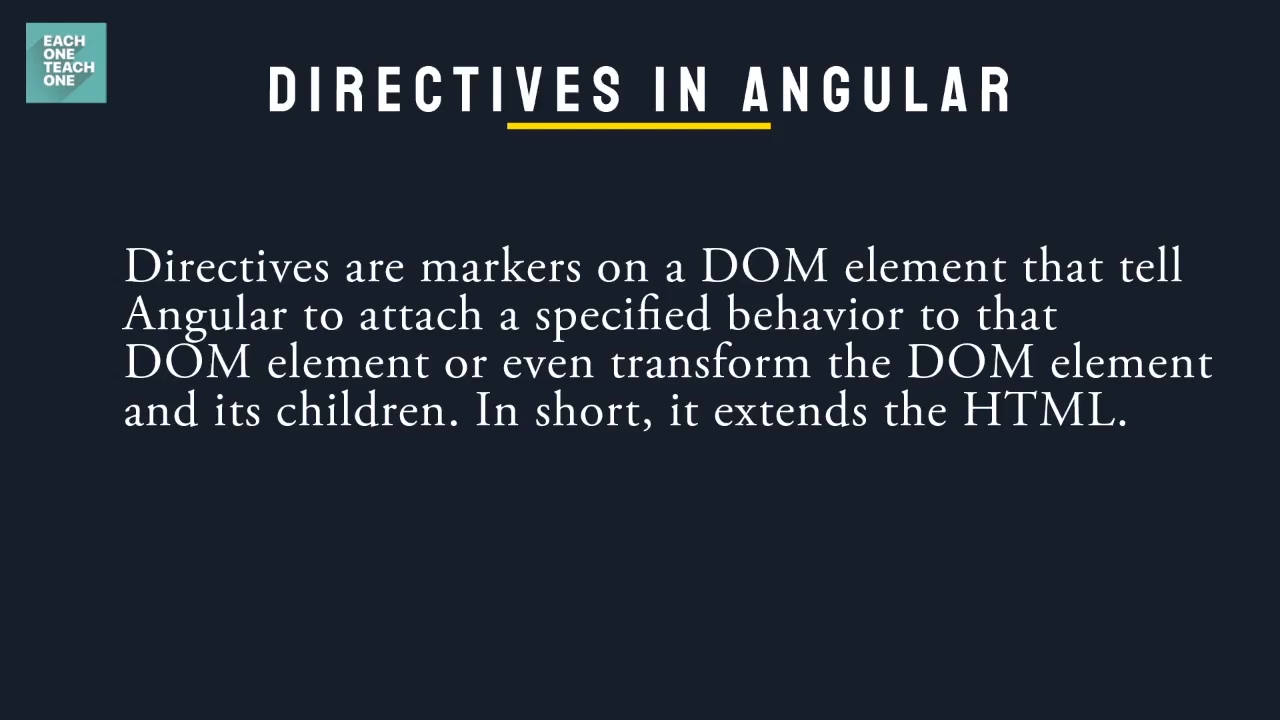 EACH
ONE
TEACH
ONE
DIRECTIVES IN ANGULAR
Directives are markers on a DOM element that tell
Angular to attach a specified behavior to that
DOM element or even transform the DOM element
and its children. In short, it extends the HTML.